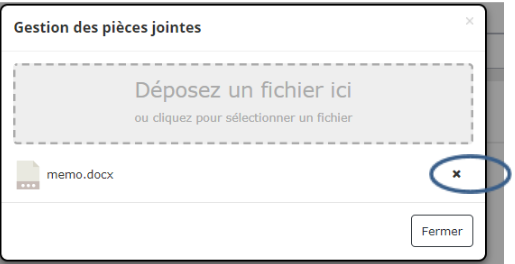 Gestion des pièces jointes
Déposez un fichier ici
ou cliquez pour sélectionner un fichier
memo.docx
Fermer